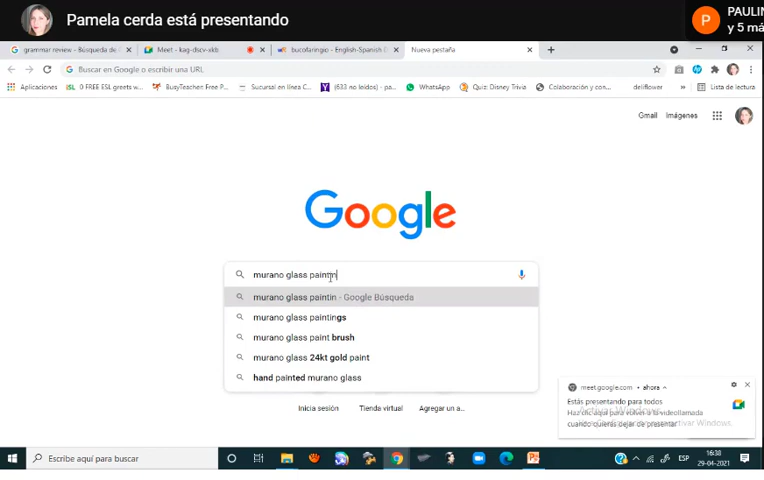 Pamela cerda está presentando
P
PAULIN
y 5 má
grammar review - Búsqueda de G
Meet - kag-dscv-xkb
bucofaringio - English-Spanish D
Nueva pestaña
Buscar en Google o escribir una URL
Aplicaciones
0 FREE ESL greets w...
BusyTeacher: Free P...
Sucursal en línea C...
(633 no leídos) - pa...
WhatsApp
Quiz: Disney Trivia
Colaboración y con...
deliflower
»
Lista de lectura
Gmail
Imágenes
Google
murano glass paintin
murano glass paintin - Google Búsqueda
murano glass paintings
murano glass paint brush
murano glass 24kt gold paint
hand painted murano glass
Inicia sesión
Tienda virtual
Agregar un a...
meet.google.com • ahora
Estás presentando para todos
Haz clic aquí para volver a la videollamada
cuando quieras dejar de presentar
Activar Windows
activar Windows.
Escribe aquí para buscar
ESP
16:38
29-04-2021